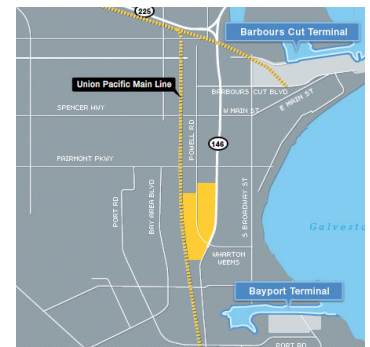 225
Barbours Cut Terminal
Union Pacific Main Line
BARBOURS CUT BLVD
E MAIN ST
SPENCER HWY
W MAIN ST
POWELL RD
146
FAIRMONT PKWY
PORT RD
BAY AREA BLVD
S BROADWAY ST
Galvest
WHARTON
WEEMS
Bayport Terminal
PORT RD